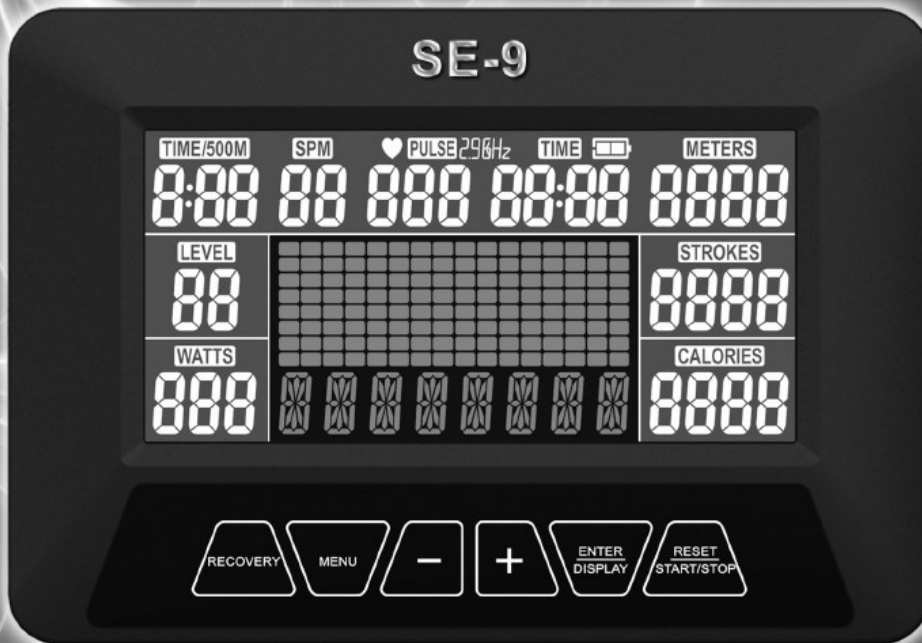 SE-9
TIME/500M SPM PULSE 2.9GHz TIME METERS
8:88 88 888 88:88 8888
LEVEL STROKES
88 8888
WATTS CALORIES
888 8888
RECOVERY MENU - + ENTER DISPLAY RESET START/STOP